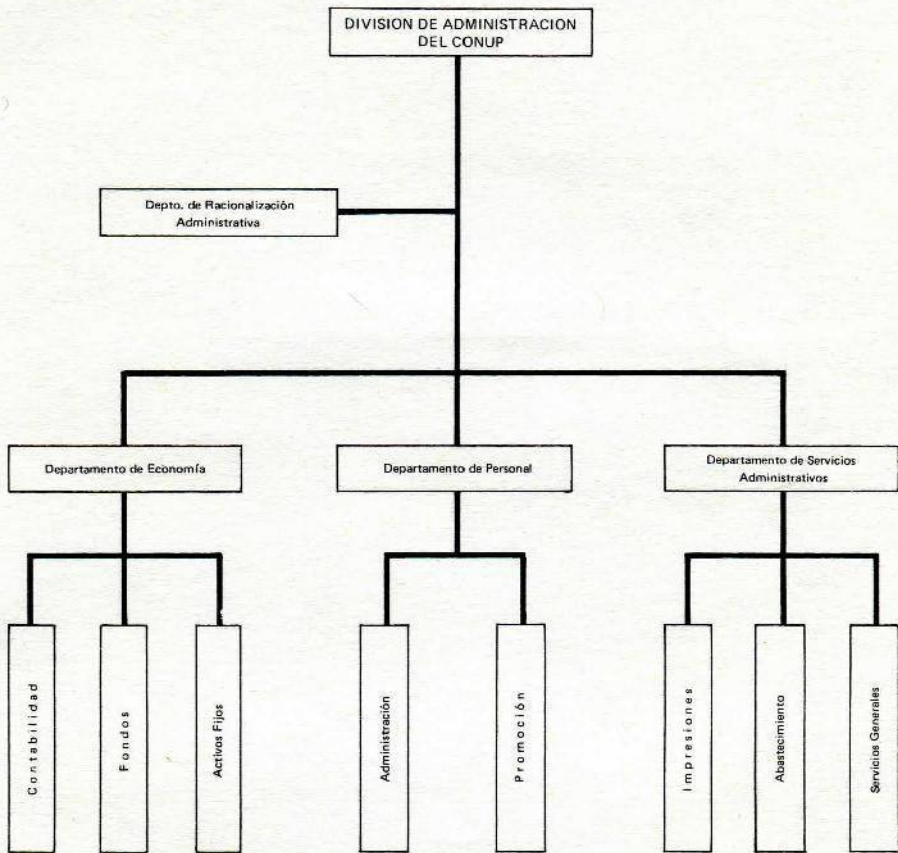 DIVISION DE ADMINISTRACION
DEL CONUP
Depto. de Racionalización
Administrativa
Departamento de Economía
Departamento de Personal
Departamento de Servicios
Administrativos
Contabilidad
Fondos
Activos Fijos
Administración
Promoción
Impresiones
Abastecimiento
Servicios Generales